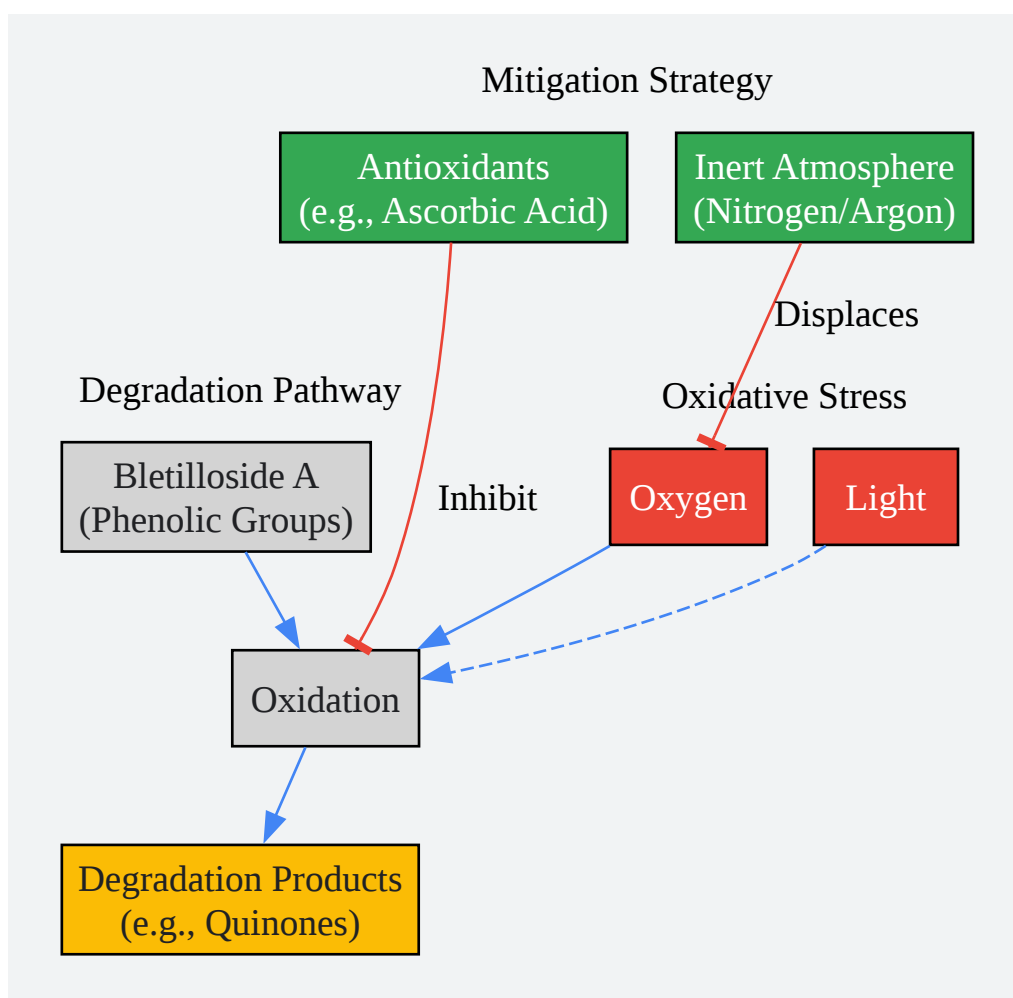 Mitigation Strategy
Antioxidants
(e.g., Ascorbic Acid)
Inert Atmosphere
(Nitrogen/Argon)
Displaces
Degradation Pathway
Oxidative Stress
Bletilloside A
(Phenolic Groups)
Inhibit
Oxygen
Light
Oxidation
Degradation Products
(e.g., Quinones)